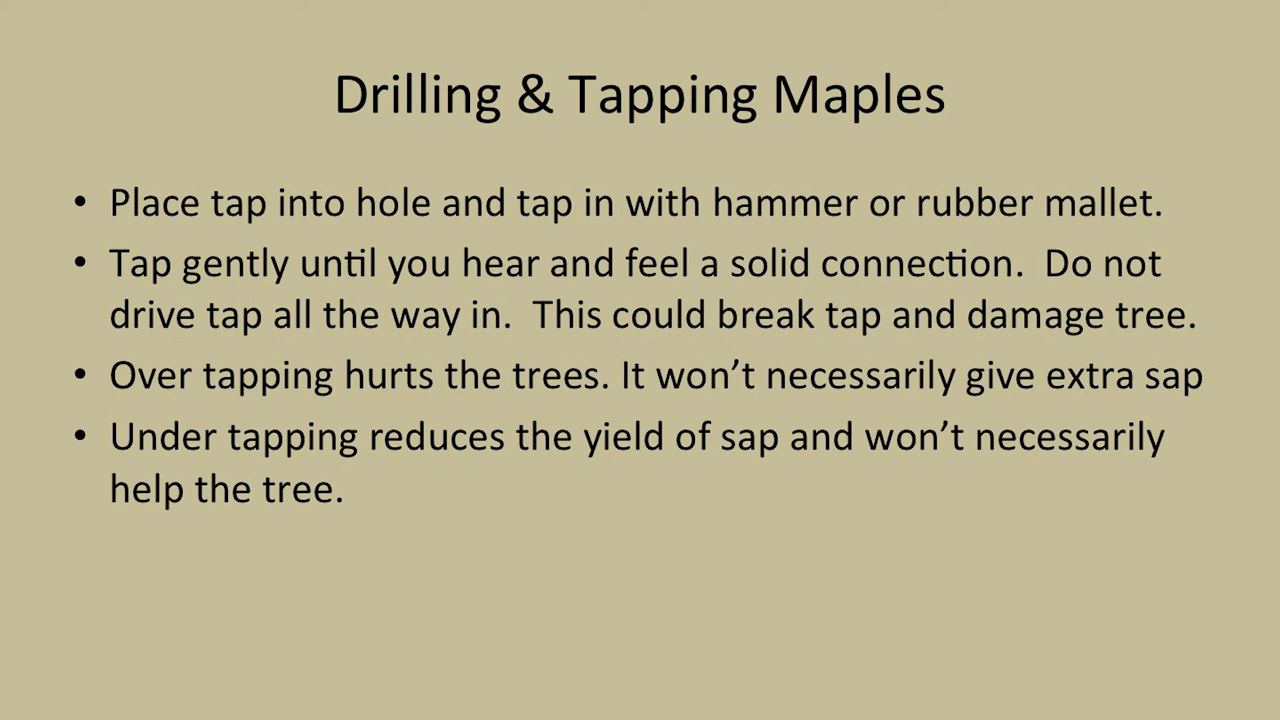 Drilling & Tapping Maples
• Place tap into hole and tap in with hammer or rubber mallet.
• Tap gently until you hear and feel a solid connection.  Do not
drive tap all the way in.  This could break tap and damage tree.
• Over tapping hurts the trees. It won’t necessarily give extra sap
• Under tapping reduces the yield of sap and won’t necessarily
help the tree.